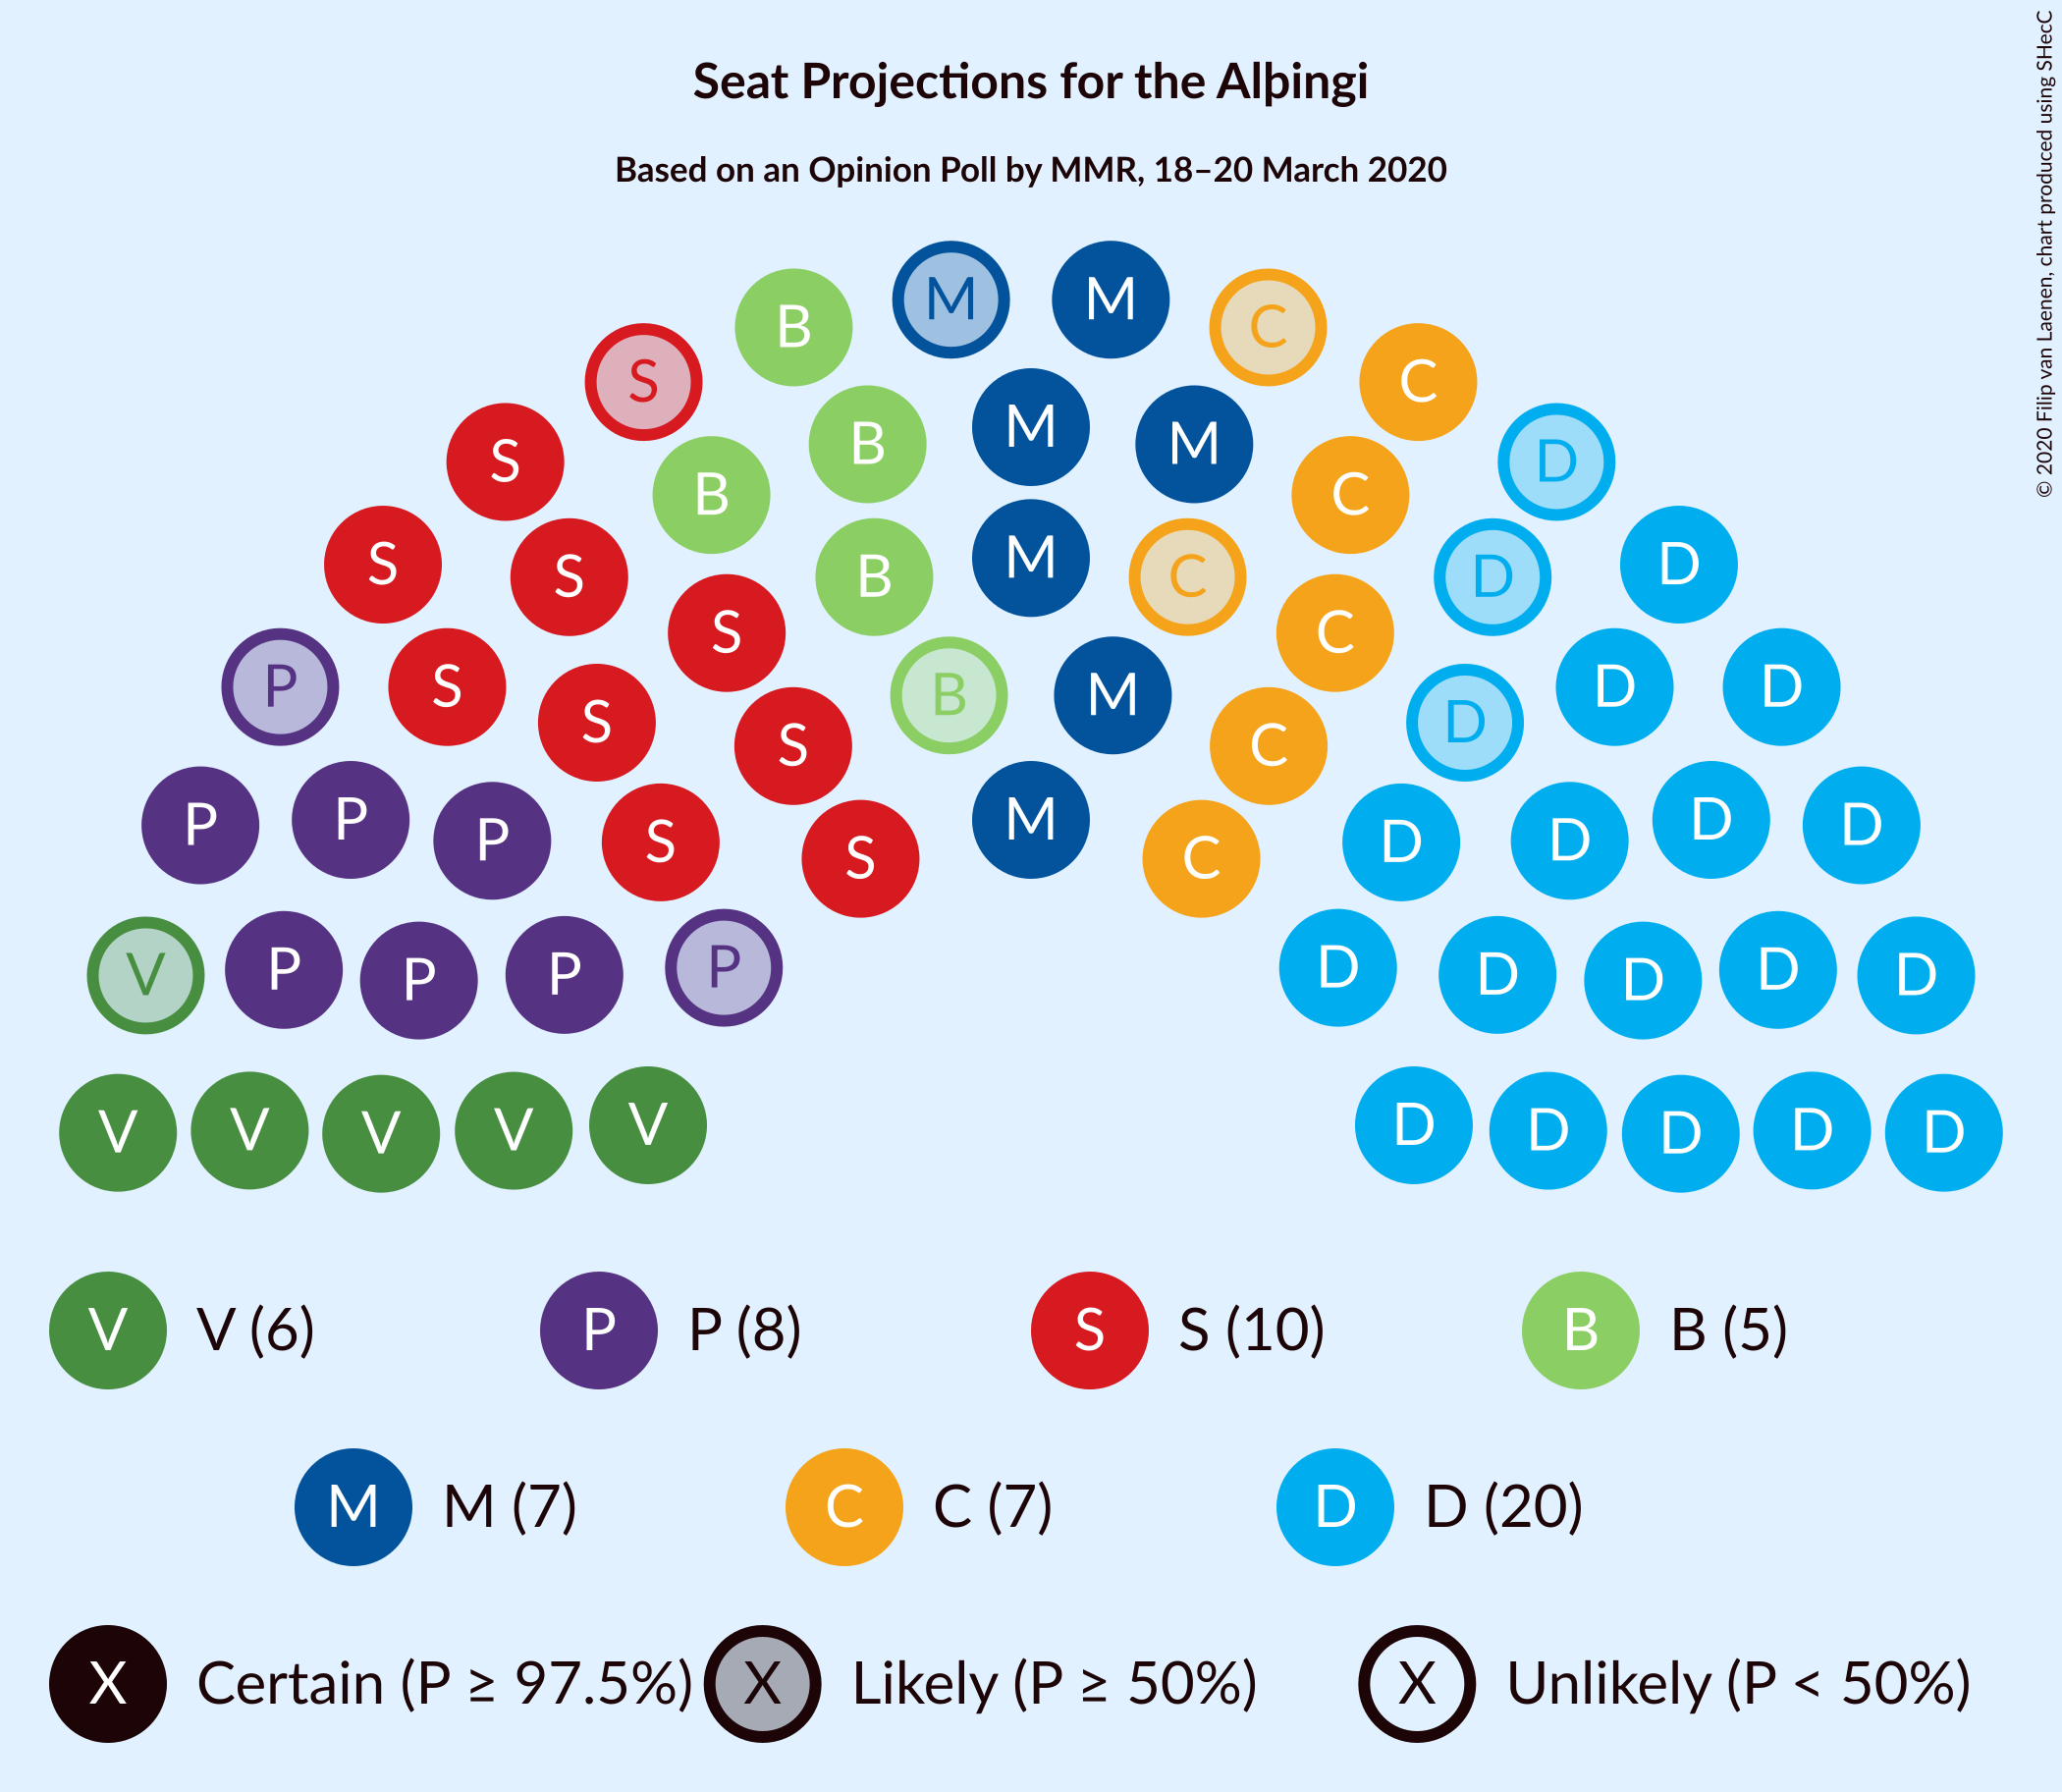 Seat Projections for the Alþingi
Based on an Opinion Poll by MMR, 18–20 March 2020
© 2020 Filip van Laenen, chart produced using SHecC
M M
B C
S C
B M M
S D
B C
S M D
S B C D
S C
P S B M D D
S D
S C
P P P S M D D D D
S C
V P P P P D D D D D
V V V V V D D D D D
V V (6) P P (8) S S (10) B B (5)
M M (7) C C (7) D D (20)
X Certain (P ≥ 97.5%) X Likely (P ≥ 50%) X Unlikely (P < 50%)